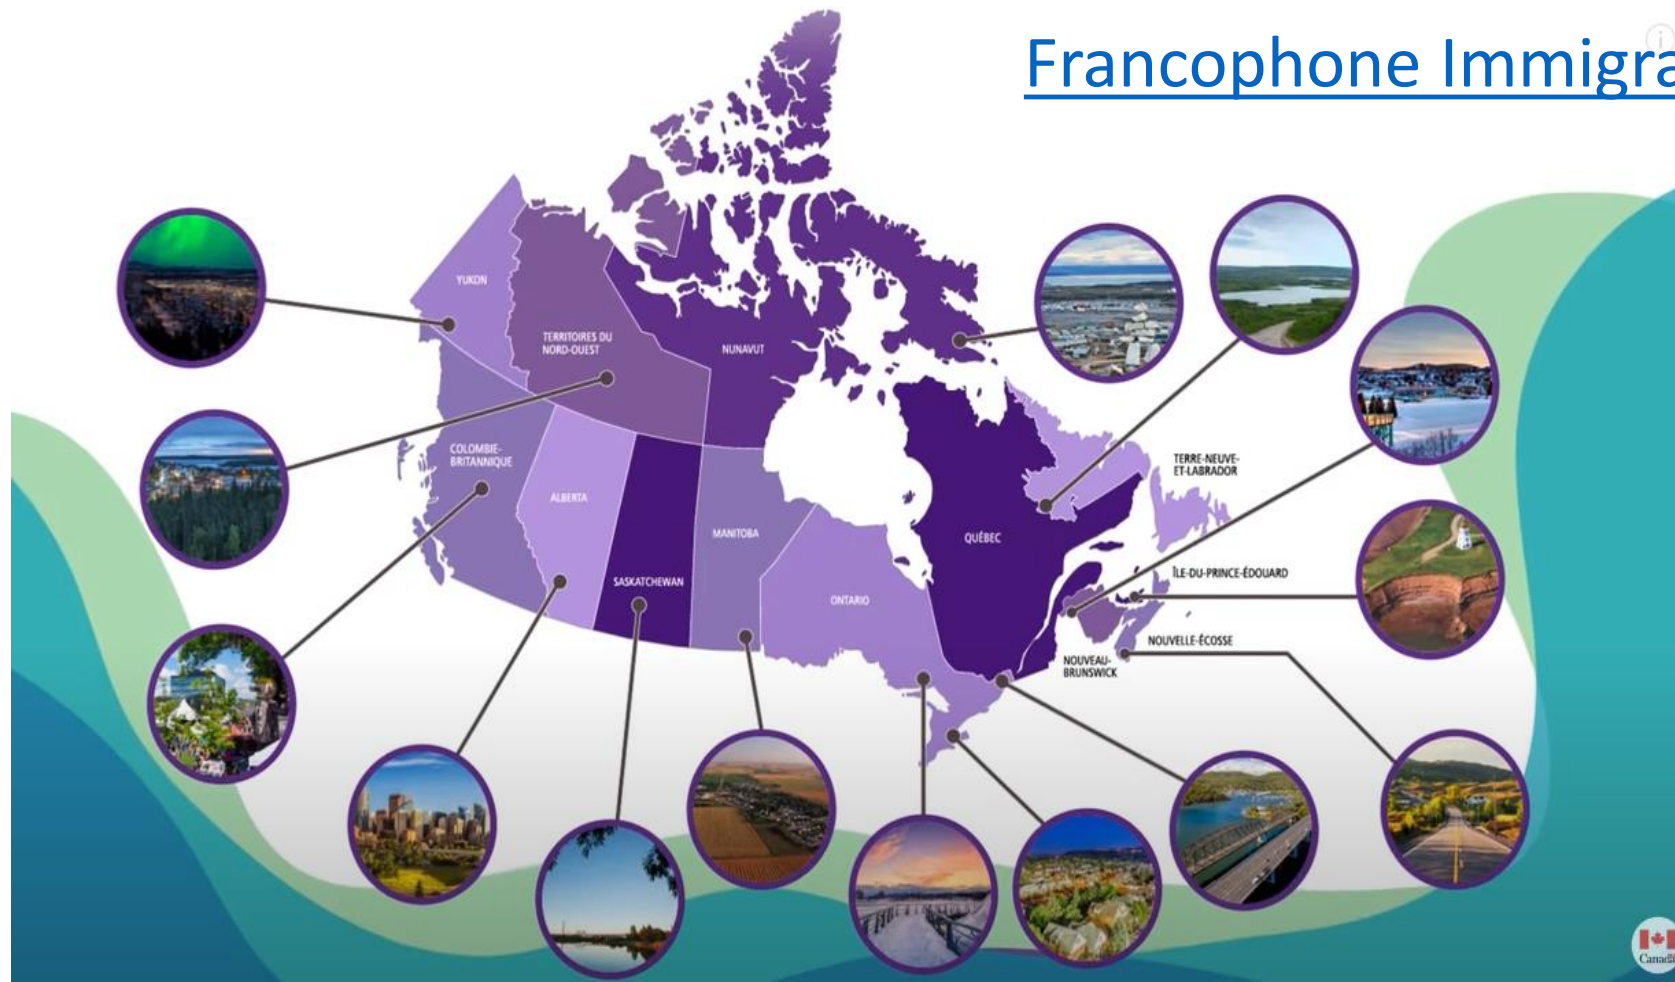 Francophone Immigra
YUKON
TERRITOIRES DU
NORD-OUEST
NUNAVUT
COLOMBIE-
BRITANNIQUE
ALBERTA
SASKATCHEWAN
MANITOBA
ONTARIO
QUÉBEC
TERRE-NEUVE-
ET-LABRADOR
ÎLE-DU-PRINCE-ÉDOUARD
NOUVELLE-ÉCOSSE
NOUVEAU-
BRUNSWICK
Canada